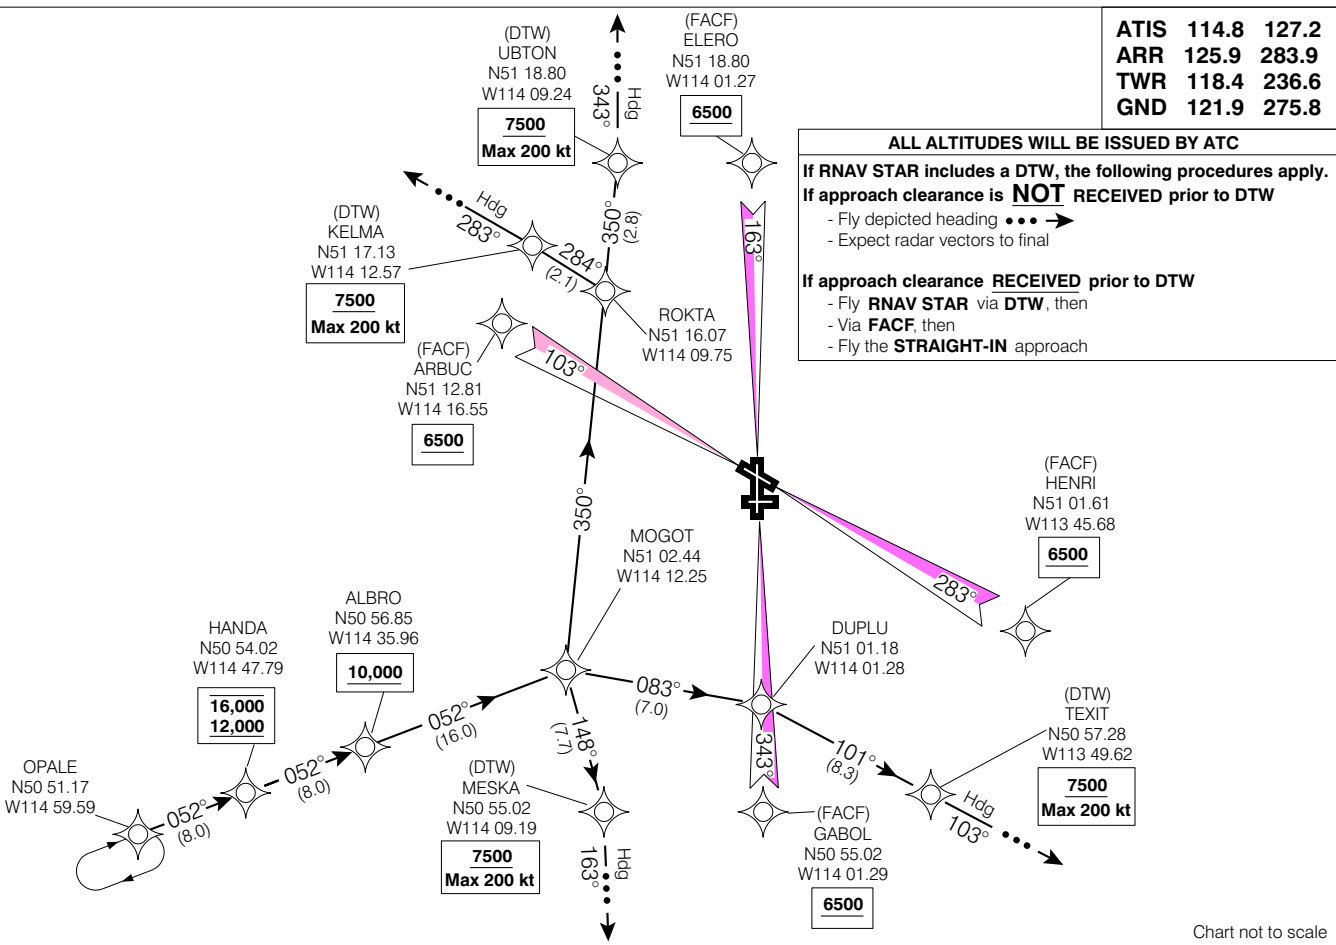 ATIS 114.8 127.2
ARR 125.9 283.9
TWR 118.4 236.6
GND 121.9 275.8
ALL ALTITUDES WILL BE ISSUED BY ATC
If RNAV STAR includes a DTW, the following procedures apply.
If approach clearance is NOT RECEIVED prior to DTW
- Fly depicted heading
- Expect radar vectors to final
If approach clearance RECEIVED prior to DTW
- Fly RNAV STAR via DTW, then
- Via FACF, then
- Fly the STRAIGHT-IN approach
(DTW)
UBTON
N51 18.80
W114 09.24
7500
Max 200 kt
343°
Hdg
(FACF)
ELERO
N51 18.80
W114 01.27
6500
163°
(DTW)
KELMA
N51 17.13
W114 12.57
7500
Max 200 kt
Hdg
283°
284°
(2.1)
350°
(2.8)
ROKTA
N51 16.07
W114 09.75
(FACF)
ARBUC
N51 12.81
W114 16.55
6500
103°
350°
(FACF)
HENRI
N51 01.61
W113 45.68
6500
283°
MOGOT
N51 02.44
W114 12.25
ALBRO
N50 56.85
W114 35.96
10,000
HANDA
N50 54.02
W114 47.79
16,000
12,000
OPALE
N50 51.17
W114 59.59
052°
(8.0)
052°
(8.0)
052°
(16.0)
083°
(7.0)
148°
(7.7)
DUPLU
N51 01.18
W114 01.28
343°
101°
(8.3)
(DTW)
TEXIT
N50 57.28
W113 49.62
7500
Max 200 kt
Hdg
103°
(DTW)
MESKA
N50 55.02
W114 09.19
7500
Max 200 kt
Hdg
163°
(FACF)
GABOL
N50 55.02
W114 01.29
6500
Chart not to scale